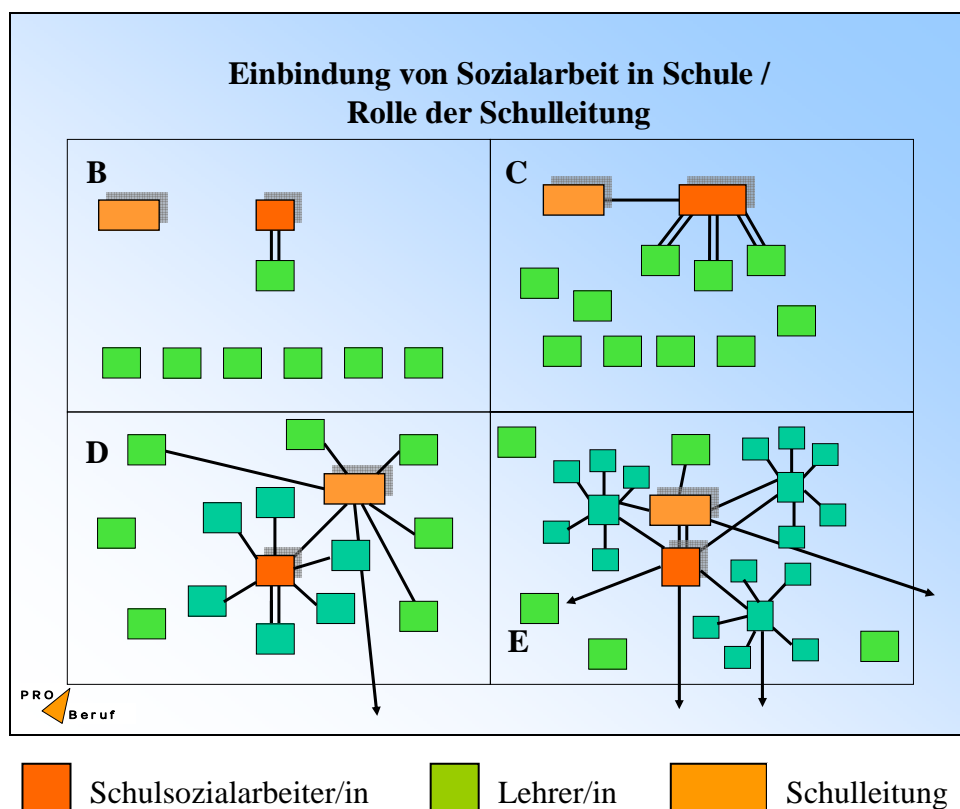 Einbindung von Sozialarbeit in Schule /
Rolle der Schulleitung
B
C
D
E
PRO
Beruf
Schulsozialarbeiter/in
Lehrer/in
Schulleitung